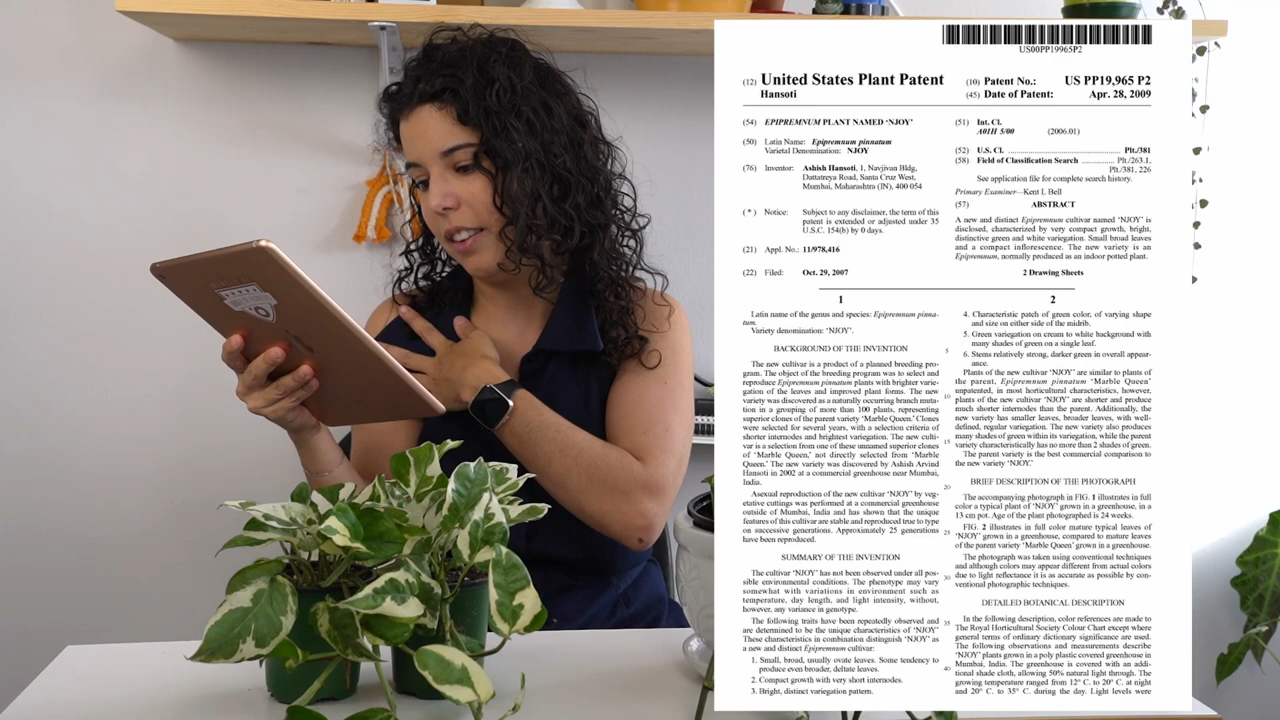 US00PP19965P2
(12) United States Plant Patent
Hansoti
(10) Patent No.: US PP19,965 P2
(45) Date of Patent: Apr. 28, 2009
(54) EPIPREMNUM PLANT NAMED ‘NJOY’
(50) Latin Name: Epipremnum pinnatum
Varietal Denomination: NJOY
(76) Inventor: Ashish Hansoti, 1, Navjivan Bldg,
Dattatreya Road, Santa Cruz West,
Mumbai, Maharashtra (IN), 400 054
( * ) Notice: Subject to any disclaimer, the term of this
patent is extended or adjusted under 35
U.S.C. 154(b) by 0 days.
(21) Appl. No.: 11/978,416
(22) Filed: Oct. 29, 2007
(51) Int. Cl.
A01H 5/00 (2006.01)
(52) U.S. Cl. ........................................ Plt./381
(58) Field of Classification Search .............. Plt./263.1,
Plt./381, 226
See application file for complete search history.
Primary Examiner—Kent L Bell
(57) ABSTRACT
A new and distinct Epipremnum cultivar named ‘NJOY’ is
disclosed, characterized by very compact growth, bright,
distinctive green and white variegation. Small broad leaves
and a compact inflorescence. The new variety is an
Epipremnum, normally produced as an indoor potted plant.
2 Drawing Sheets
1
Latin name of the genus and species: Epipremnum pinna-
tum.
Variety denomination: ‘NJOY’.
BACKGROUND OF THE INVENTION
The new cultivar is a product of a planned breeding pro-
gram. The object of the breeding program was to select and
reproduce Epipremnum pinnatum plants with brighter varie-
gation of the leaves and improved plant forms. The new
variety was discovered as a naturally occurring branch muta-
tion in a grouping of more than 100 plants, representing
superior clones of the parent variety ‘Marble Queen.’ Clones
were selected for several years, with a selection criteria of
shorter internodes and brightest variegation. The new culti-
var is a selection from one of these unnamed superior clones
of ‘Marble Queen,’ not directly selected from ‘Marble
Queen.’ The new variety was discovered by Ashish Arvind
Hansoti in 2002 at a commercial greenhouse near Mumbai,
India.
Asexual reproduction of the new cultivar ‘NJOY’ by veg-
etative cuttings was performed at a commercial greenhouse
outside of Mumbai, India and has shown that the unique
features of this cultivar are stable and reproduced true to type
on successive generations. Approximately 25 generations
have been reproduced.
SUMMARY OF THE INVENTION
The cultivar ‘NJOY’ has not been observed under all pos-
sible environmental conditions. The phenotype may vary
somewhat with variations in environment such as
temperature, day length, and light intensity, without,
however, any variance in genotype.
The following traits have been repeatedly observed and
are determined to be the unique characteristics of ‘NJOY’
These characteristics in combination distinguish ‘NJOY’ as
a new and distinct Epipremnum cultivar:
1. Small, broad, usually ovate leaves. Some tendency to
produce even broader, deltate leaves.
2. Compact growth with very short internodes.
3. Bright, distinct variegation pattern.
2
4. Characteristic patch of green color, of varying shape
and size on either side of the midrib.
5. Green variegation on cream to white background with
many shades of green on a single leaf.
5
6. Stems relatively strong, darker green in overall appear-
ance.
Plants of the new cultivar ‘NJOY’ are similar to plants of
the parent, Epipremnum pinnatum ‘Marble Queen’
unpatented, in most horticultural characteristics, however,
10
plants of the new cultivar ‘NJOY’ are shorter and produce
much shorter internodes than the parent. Additionally, the
new variety has smaller leaves, broader leaves, with well-
defined, regular variegation. The new variety also produces
many shades of green within its variegation, while the parent
15
variety characteristically has no more than 2 shades of green.
The parent variety is the best commercial comparison to
the new variety ‘NJOY.’
BRIEF DESCRIPTION OF THE PHOTOGRAPH
20
The accompanying photograph in FIG. 1 illustrates in full
color a typical plant of ‘NJOY’ grown in a greenhouse, in a
13 cm pot. Age of the plant photographed is 24 weeks.
FIG. 2 illustrates in full color mature typical leaves of
25
‘NJOY’ grown in a greenhouse, compared to mature leaves
of the parent variety ‘Marble Queen’ grown in a greenhouse.
The photograph was taken using conventional techniques
and although colors may appear different from actual colors
30
due to light reflectance it is as accurate as possible by con-
ventional photographic techniques.
DETAILED BOTANICAL DESCRIPTION
35
In the following description, color references are made to
The Royal Horticultural Society Colour Chart except where
general terms of ordinary dictionary significance are used.
The following observations and measurements describe
‘NJOY’ plants grown in a poly plastic covered greenhouse in
Mumbai, India. The greenhouse is covered with an addi-
40
tional shade cloth, allowing 50% natural light through. The
growing temperature ranged from 12° C. to 20° C. at night
and 20° C. to 35° C. during the day. Light levels were